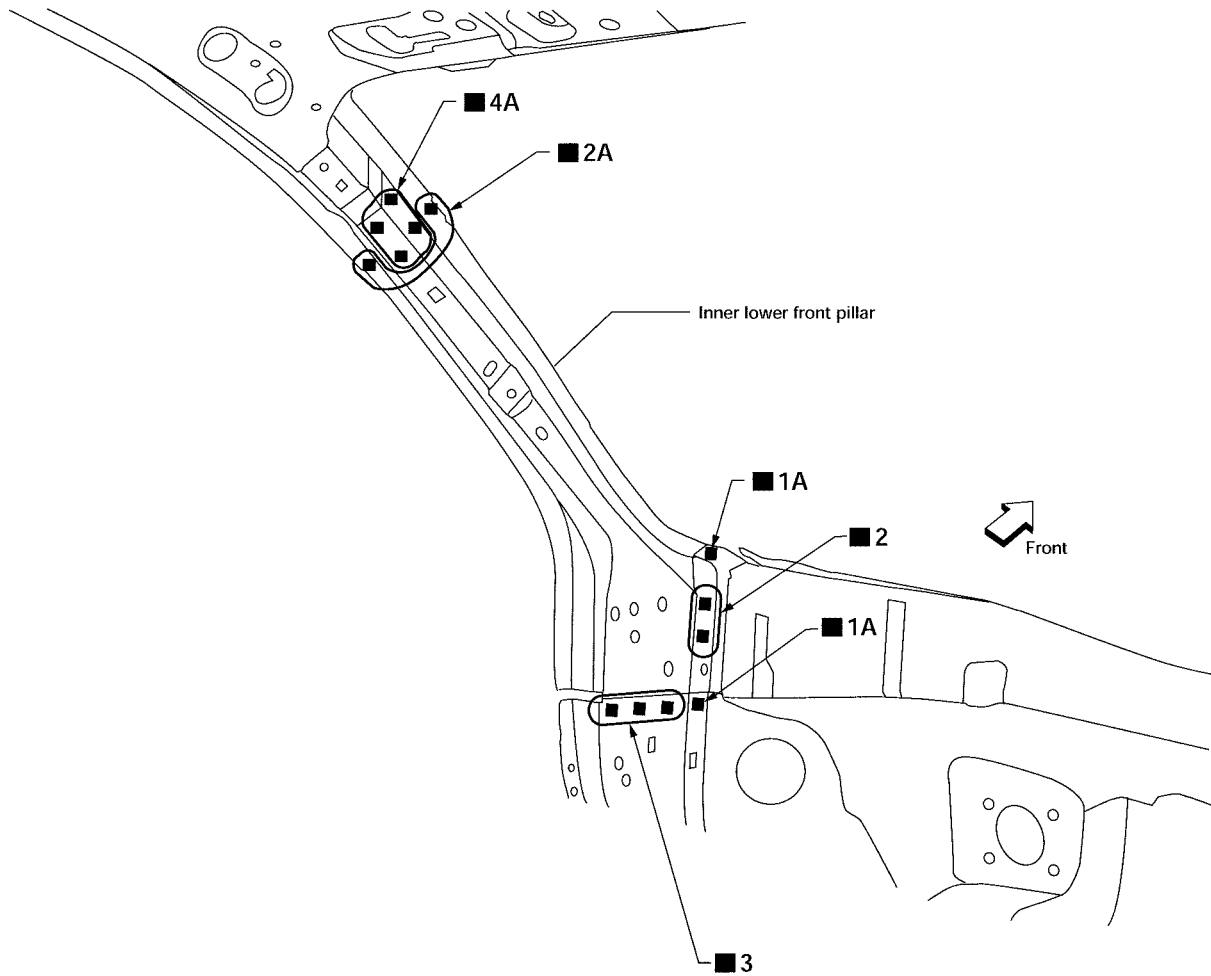 ■4A
■2A
Inner lower front pillar
■1A
■2
Front
■1A
■3